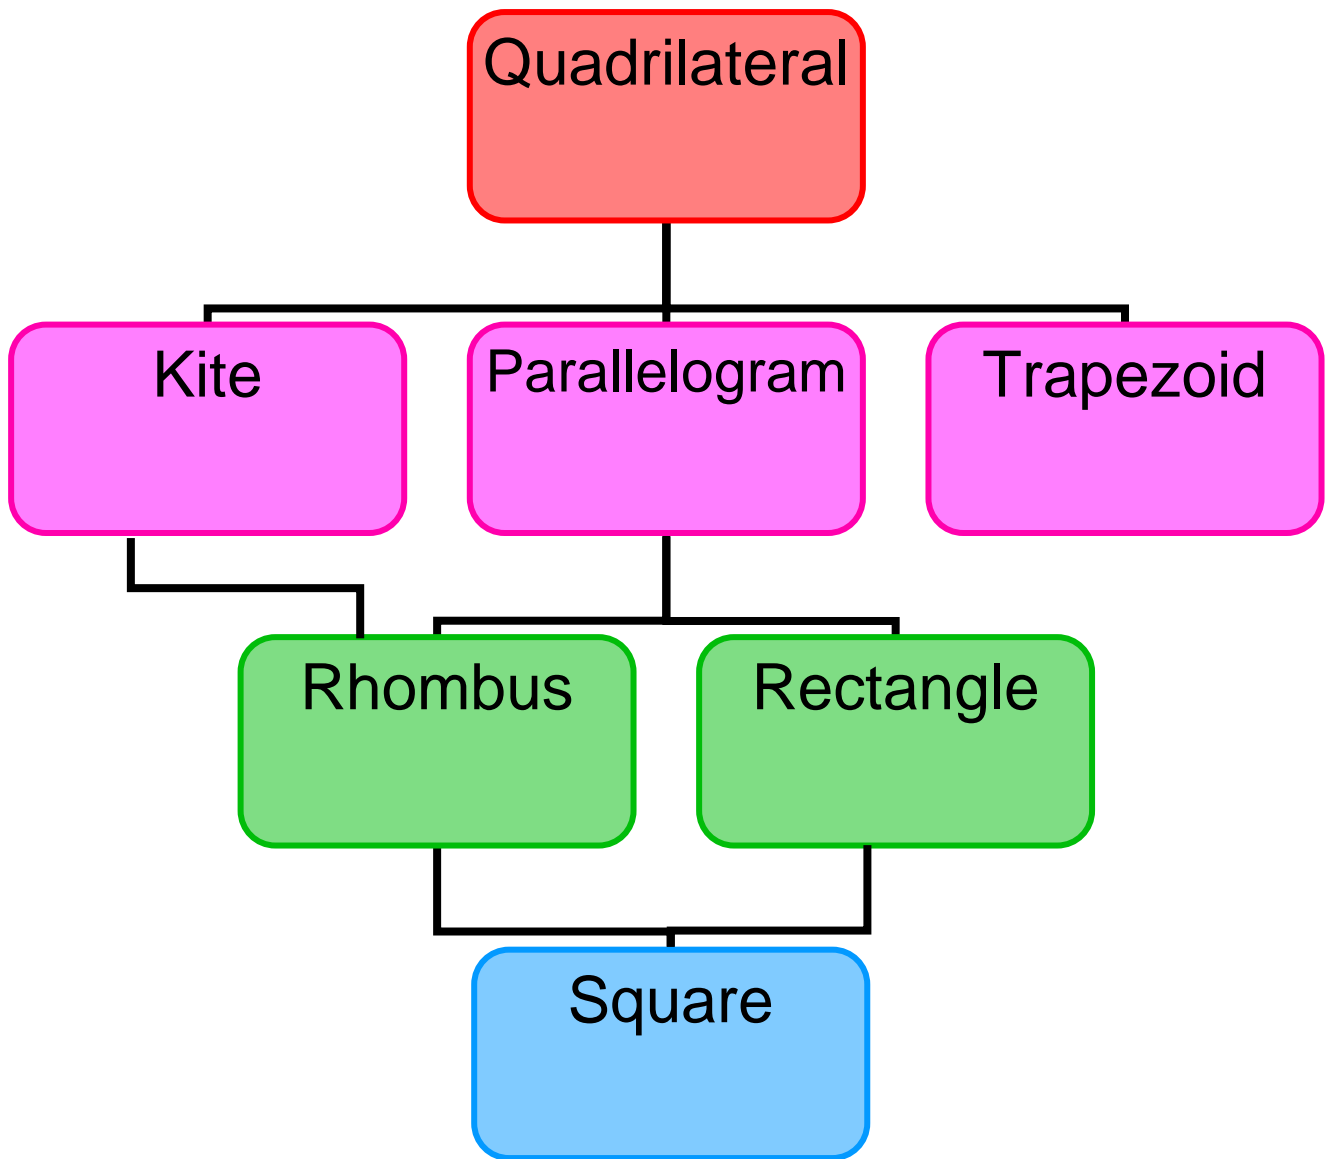 Quadrilateral
Kite
Parallelogram
Trapezoid
Rhombus
Rectangle
Square